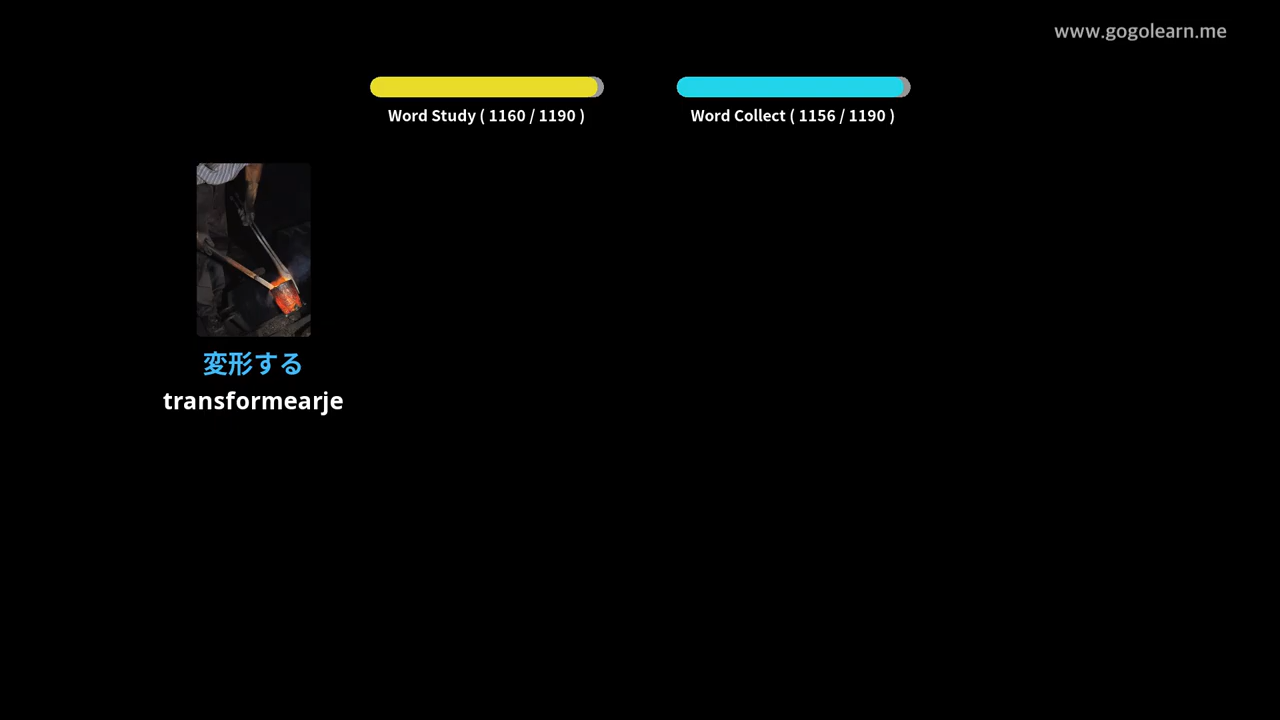 www.gogolearn.me
Word Study ( 1160 / 1190 )
Word Collect ( 1156 / 1190 )
変形する
transformearje